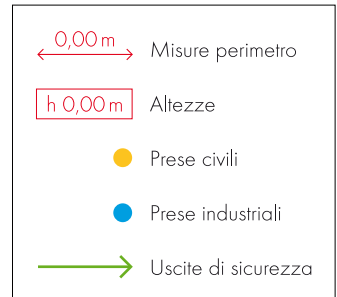 0,00 m Misure perimetro
h 0,00 m Altezze
Prese civili
Prese industriali
Uscite di sicurezza